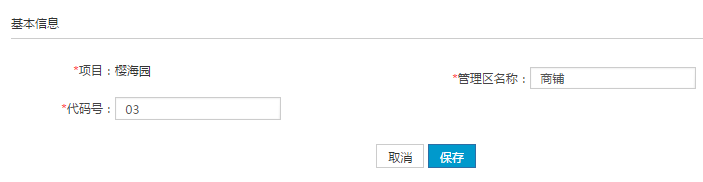 基本信息
*项目：樱海园
*管理区名称： 商铺
*代码号： 03
取消 保存